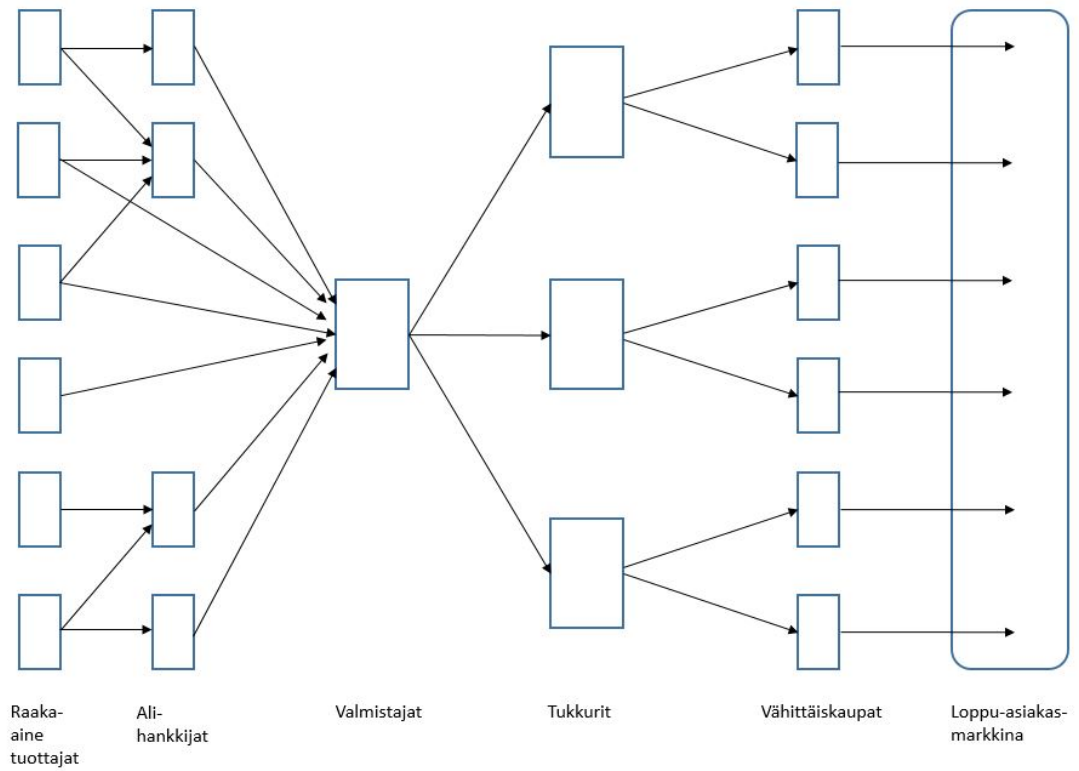 Raaka-
aine
tuottajat
Ali-
hankkijat
Valmistajat
Tukkurit
Vähittäiskaupat
Loppu-asiakas-
markkina